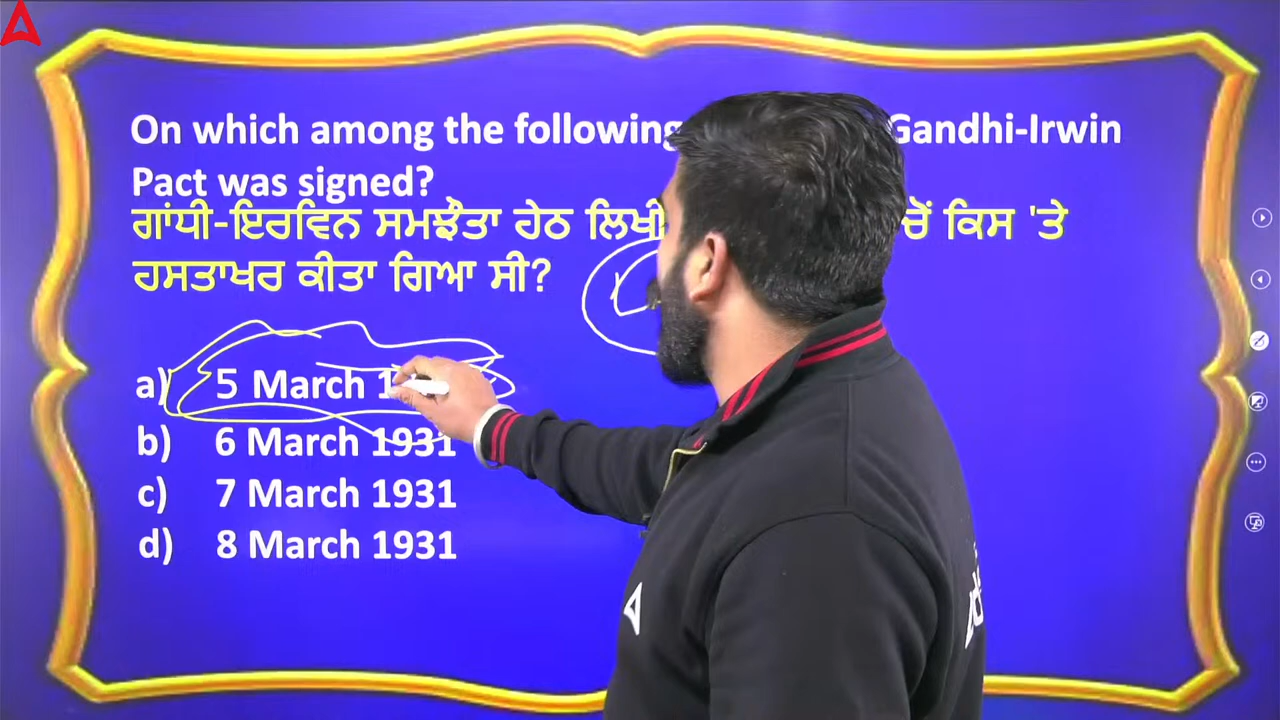 On which among the following Gandhi-Irwin
Pact was signed?
ਗਾਂਧੀ-ਇਰਵਿਨ ਸਮਝੌਤਾ ਹੇਠ ਕਿਸ 'ਤੇ
ਹਸਤਾਖਰ ਕੀਤਾ ਗਿਆ ਸੀ?
a) 5 March
b) 6 March 1931
c) 7 March 1931
d) 8 March 1931